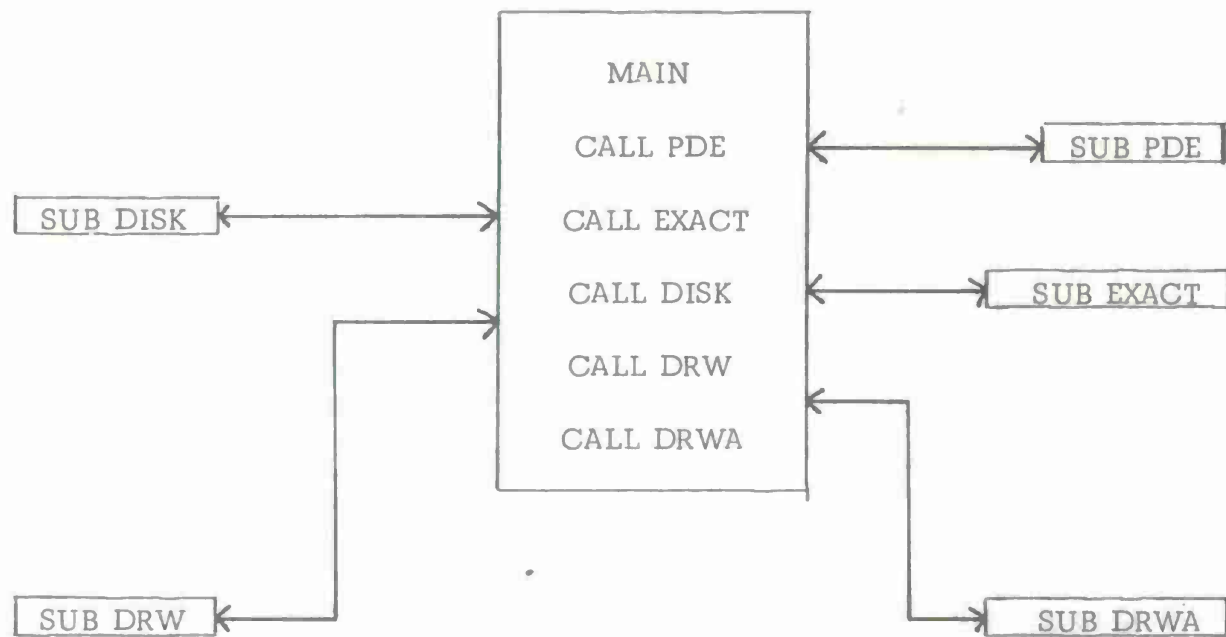 MAIN
CALL PDE
SUB PDE
SUB DISK
CALL EXACT
CALL DISK
SUB EXACT
CALL DRW
CALL DRWA
SUB DRW
SUB DRWA